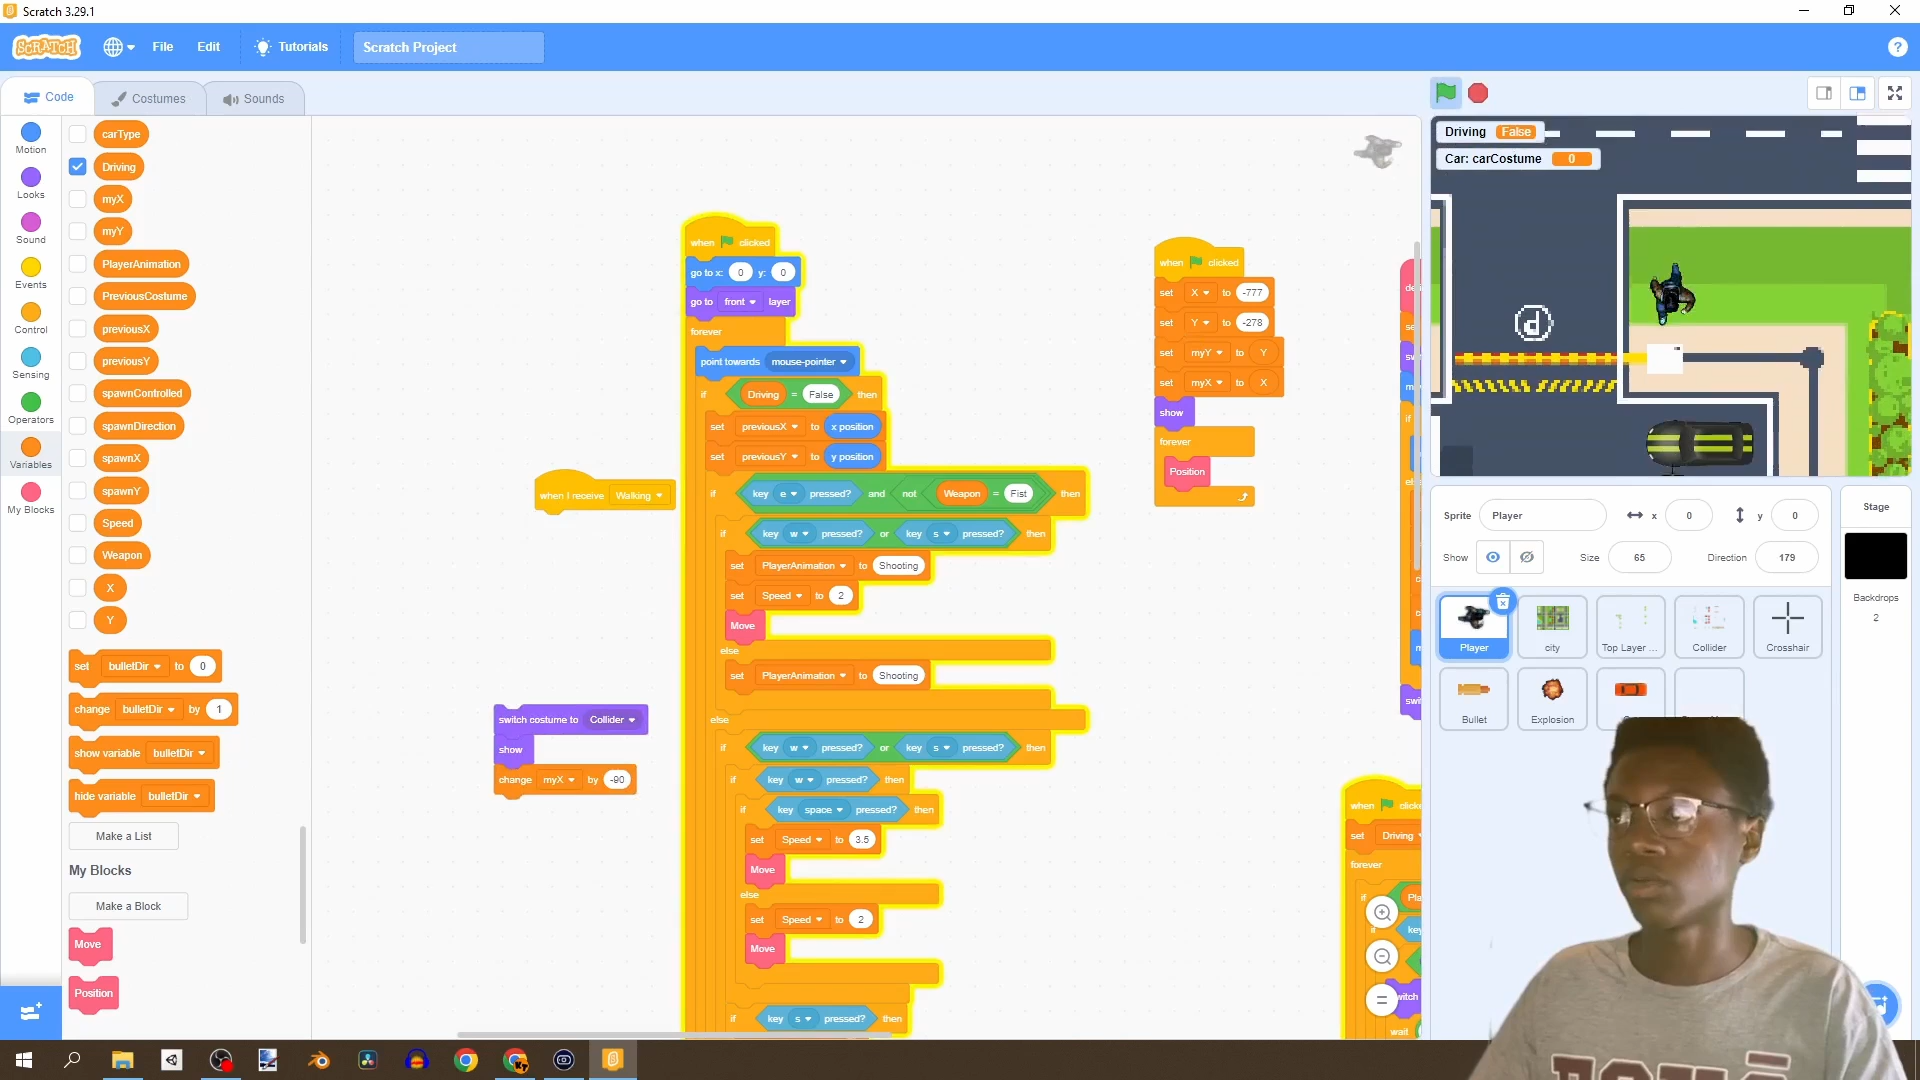 Scratch 3.29.1
SCRATCH
File
Edit
Tutorials
Scratch Project
?
Code
Costumes
Sounds
Motion
Looks
Sound
Events
Control
Sensing
Operators
Variables
My Blocks
carType
Driving
myX
myY
PlayerAnimation
PreviousCostume
previousX
previousY
spawnControlled
spawnDirection
spawnX
spawnY
Speed
Weapon
X
Y
set bulletDir to 0
change bulletDir by 1
show variable bulletDir
hide variable bulletDir
Make a List
My Blocks
Make a Block
Move
Position
when I receive Walking
switch costume to Collider
show
change myX by -90
when clicked
go to x: 0 y: 0
go to front layer
forever
point towards mouse-pointer
if Driving = False then
set previousX to x position
set previousY to y position
if key e pressed? and not Weapon = Fist then
if key w pressed? or key s pressed? then
set PlayerAnimation to Shooting
set Speed to 2
Move
else
set PlayerAnimation to Shooting
else
if key w pressed? or key s pressed? then
if key w pressed? then
if key space pressed? then
set Speed to 3.5
Move
else
set Speed to 2
Move
if key s pressed? then
when clicked
set X to -777
set Y to -278
set myY to Y
set myX to X
show
forever
Position
set Driving
forever
if
wait
Driving False
Car: carCostume 0
Sprite Player x 0 y 0
Show Size 65 Direction 179
Player
city
Top Layer ...
Collider
Crosshair
Bullet
Explosion
Stage
Backdrops
2